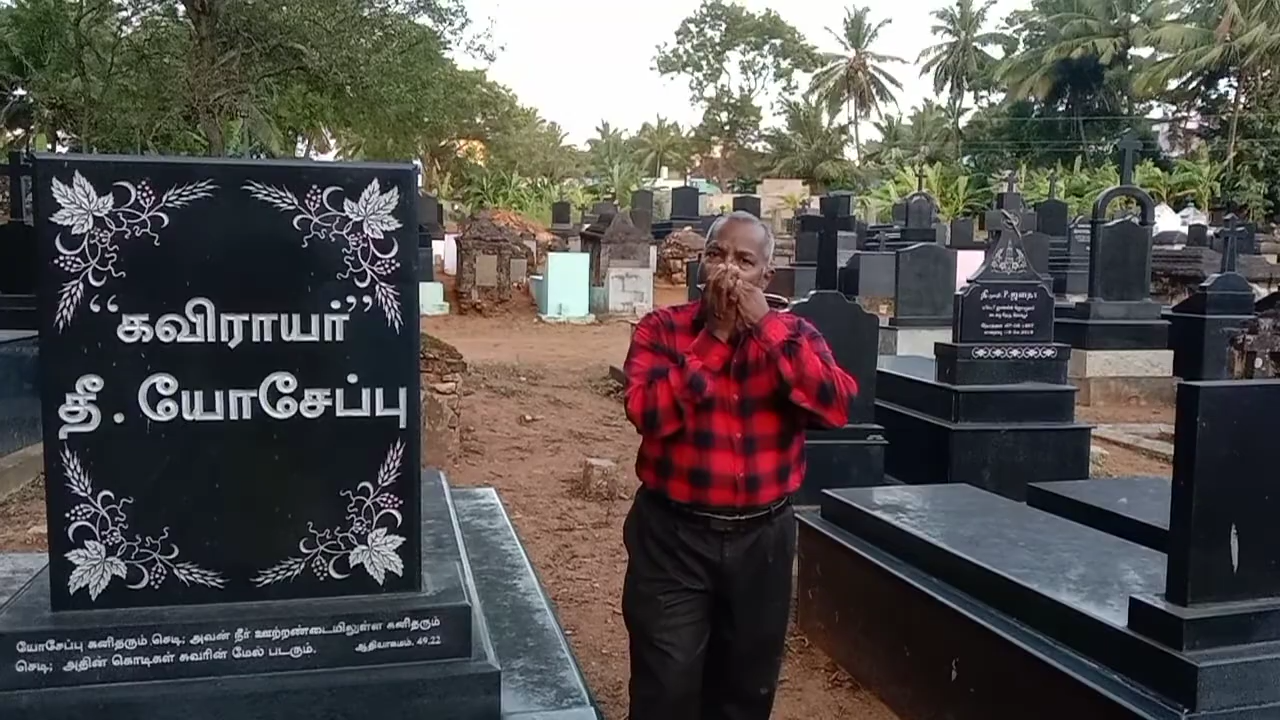 “கவிராயர்”
தீ. யோசேப்பு
யோசேப்பு கனிதரும் செடி; அவன் நீர் ஊற்றண்டையிலுள்ள கனிதரும்
செடி; அதின் கொடிகள் சுவரின் மேல் படரும். ஆதியாகமம். 49,22